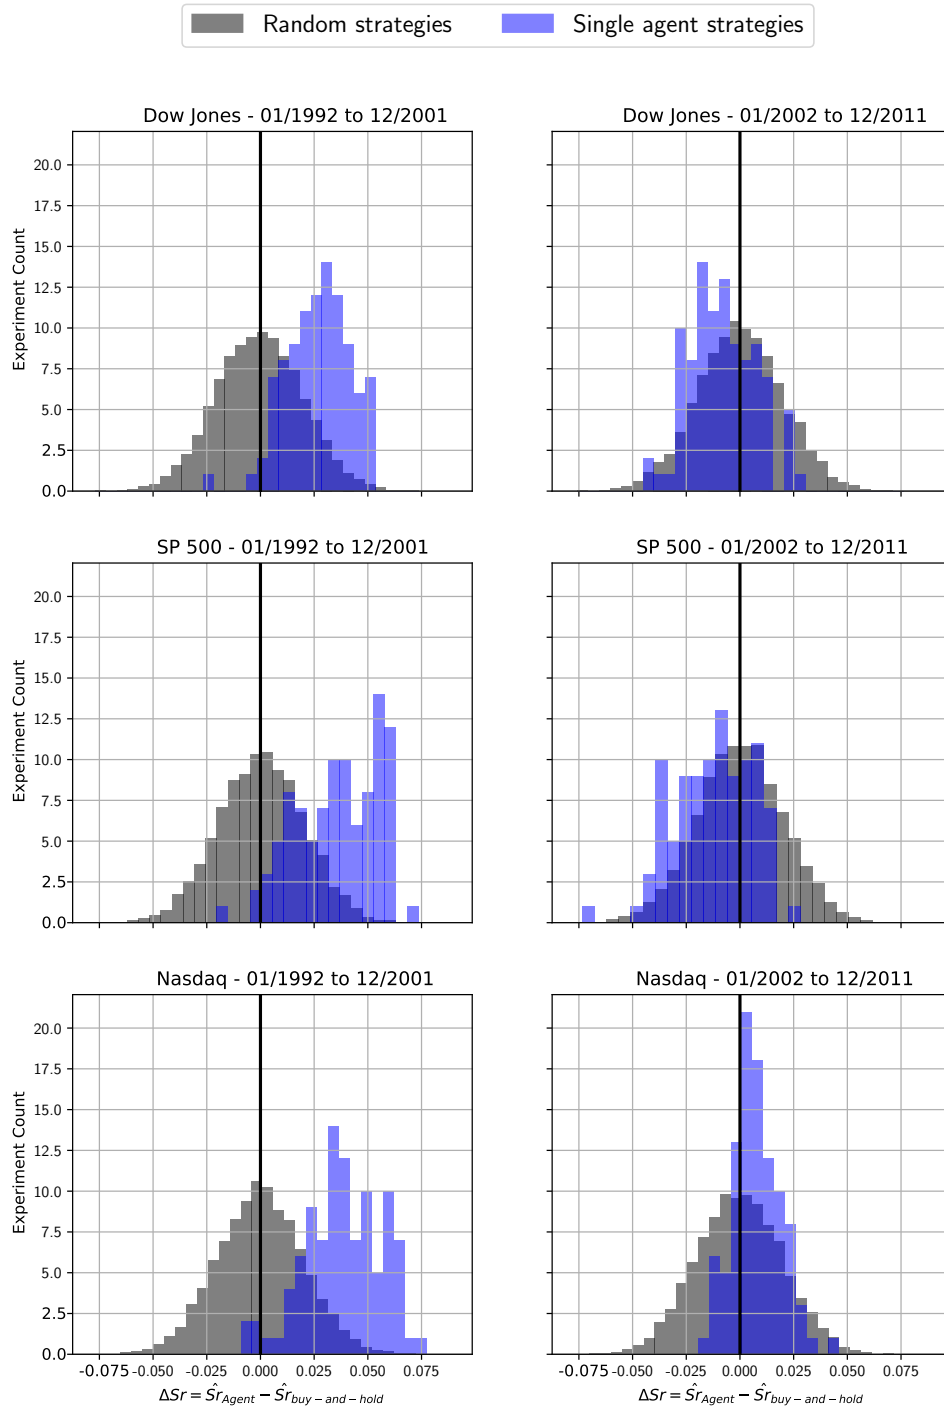 Random strategies Single agent strategies
Dow Jones - 01/1992 to 12/2001
Dow Jones - 01/2002 to 12/2011
20.0
17.5
15.0
12.5
10.0
7.5
5.0
2.5
0.0
Experiment Count
SP 500 - 01/1992 to 12/2001
SP 500 - 01/2002 to 12/2011
20.0
17.5
15.0
12.5
10.0
7.5
5.0
2.5
0.0
Experiment Count
Nasdaq - 01/1992 to 12/2001
Nasdaq - 01/2002 to 12/2011
20.0
17.5
15.0
12.5
10.0
7.5
5.0
2.5
0.0
Experiment Count
-0.075 -0.050 -0.025 0.000 0.025 0.050 0.075
-0.075 -0.050 -0.025 0.000 0.025 0.050 0.075
ΔSr = Ŝr_Agent − Ŝr_buy−and−hold
ΔSr = Ŝr_Agent − Ŝr_buy−and−hold